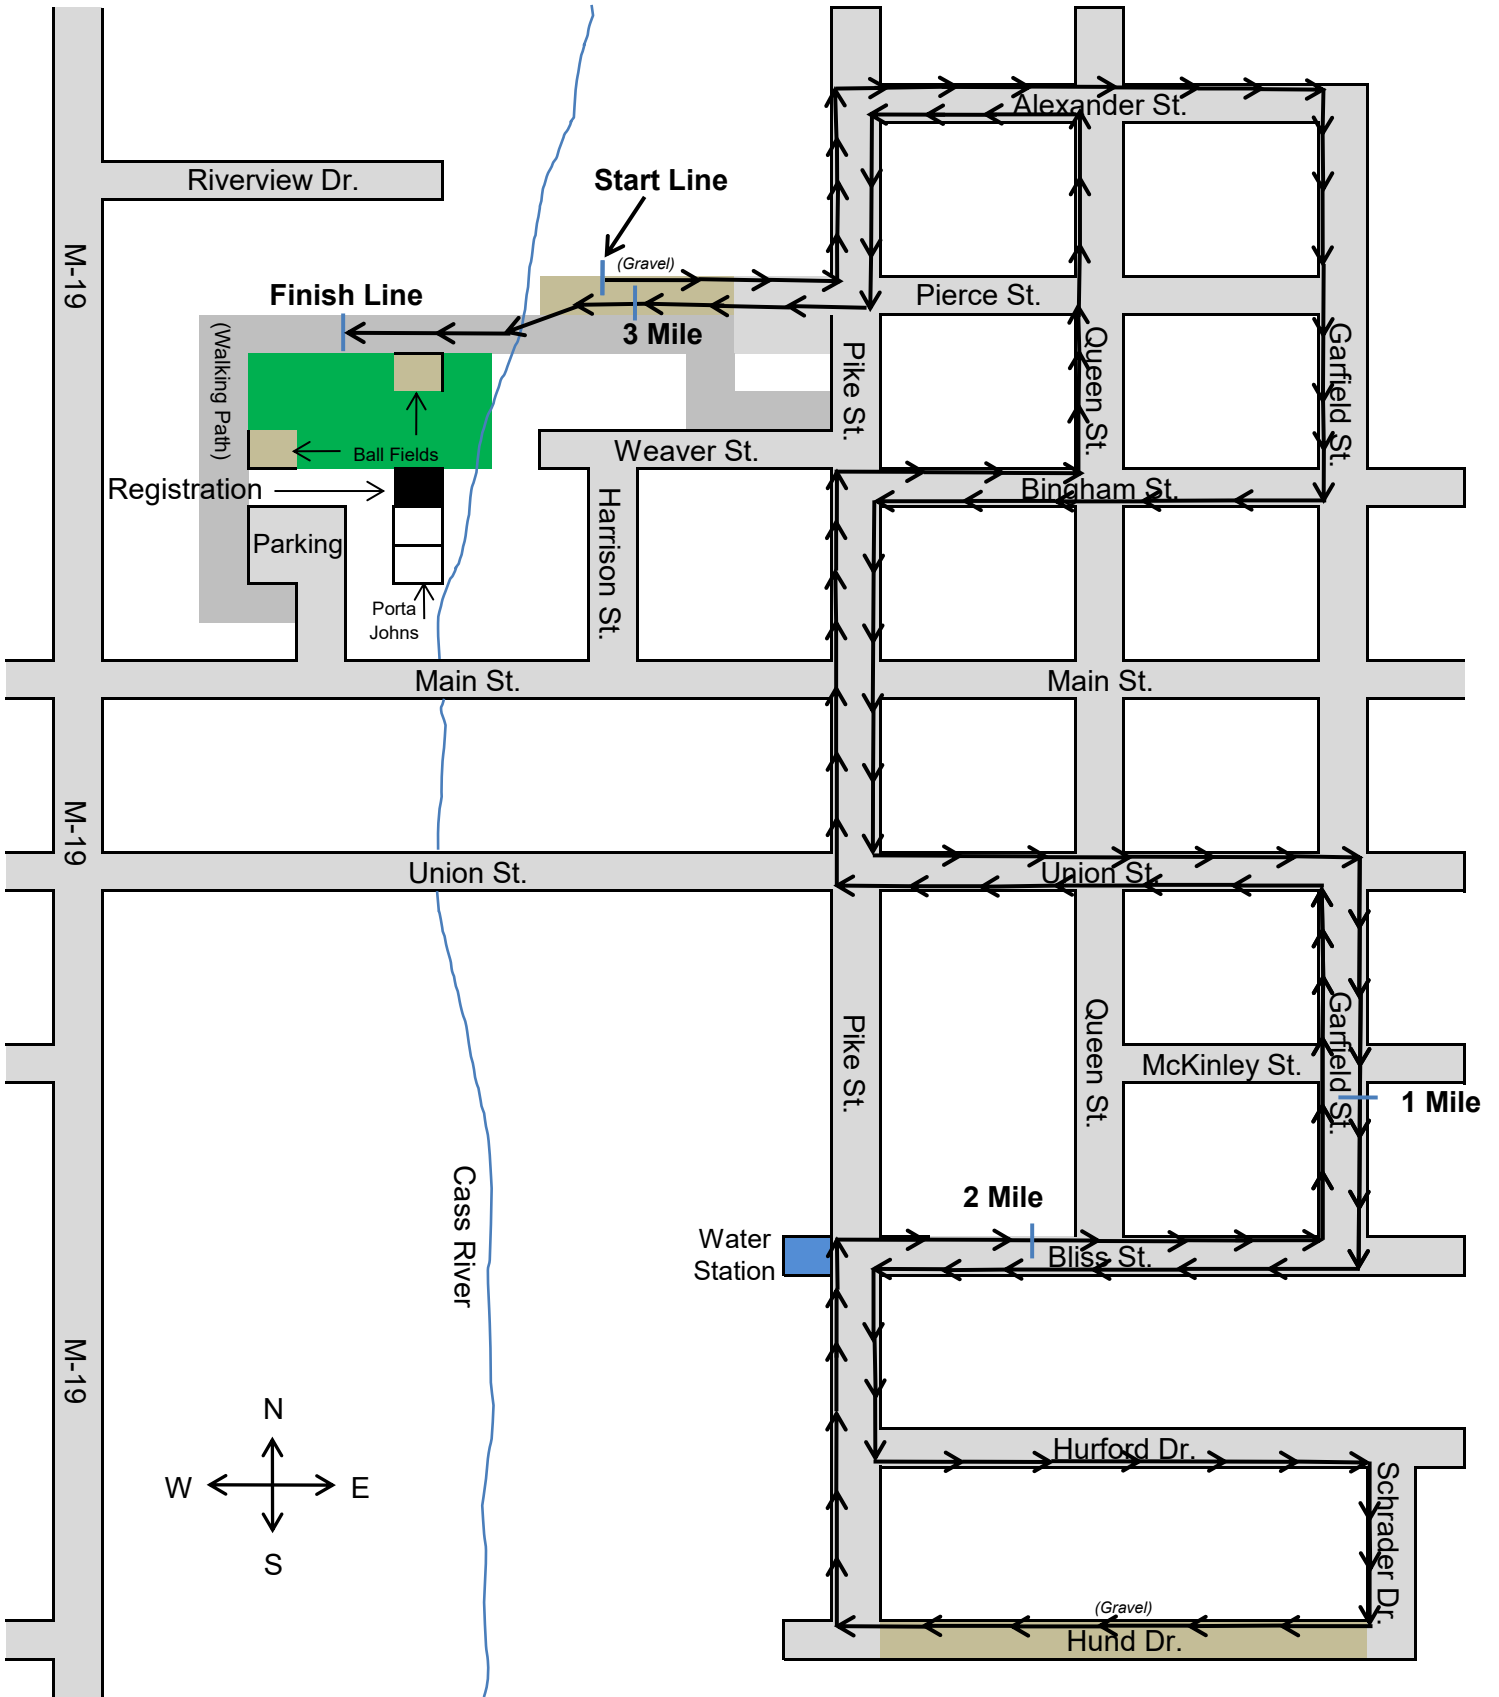 Alexander St.
Riverview Dr.
Start Line
M-19
(Gravel)
Finish Line
Pierce St.
3 Mile
(Walking Path)
Pike St.
Queen St.
Garfield St.
Weaver St.
Ball Fields
Registration
Bingham St.
Harrison St.
Parking
Porta
Johns
Main St.
Main St.
M-19
Union St.
Union St.
Pike St.
Queen St.
Garfield St.
McKinley St.
1 Mile
2 Mile
Cass River
Water
Station
Bliss St.
M-19
N
W
E
S
Hurford Dr.
Schrader Dr.
(Gravel)
Hund Dr.